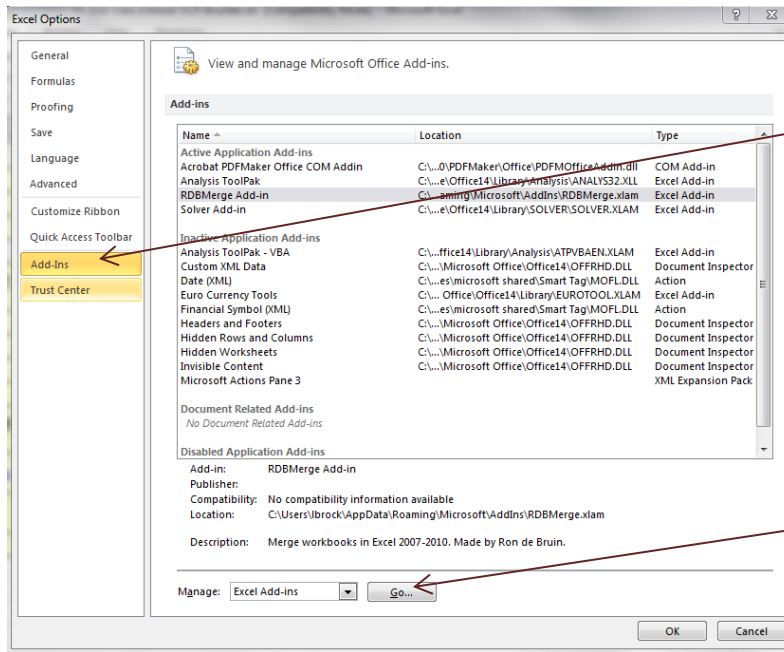 Excel Options
General
Formulas
Proofing
Save
Language
Advanced
Customize Ribbon
Quick Access Toolbar
Add-Ins
Trust Center
View and manage Microsoft Office Add-ins.
Add-ins
Name Location Type
Active Application Add-ins
Acrobat PDFMaker Office COM Addin C:\...0\PDFMaker\Office\PDFMOfficeAddin.dll COM Add-in
Analysis ToolPak C:\...e\Office14\Library\Analysis\ANALYS32.XLL Excel Add-in
RDBMerge Add-in C:\...aming\Microsoft\AddIns\RDBMerge.xlam Excel Add-in
Solver Add-in C:\...e\Office14\Library\SOLVER\SOLVER.XLAM Excel Add-in
Inactive Application Add-ins
Analysis ToolPak - VBA C:\...ffice14\Library\Analysis\ATPVBAEN.XLAM Excel Add-in
Custom XML Data C:\...\Microsoft Office\Office14\OFFRHD.DLL Document Inspector
Date (XML) C:\...es\microsoft shared\Smart Tag\MOFL.DLL Action
Euro Currency Tools C:\... Office\Office14\Library\EUROTOOL.XLAM Excel Add-in
Financial Symbol (XML) C:\...es\microsoft shared\Smart Tag\MOFL.DLL Action
Headers and Footers C:\...\Microsoft Office\Office14\OFFRHD.DLL Document Inspector
Hidden Rows and Columns C:\...\Microsoft Office\Office14\OFFRHD.DLL Document Inspector
Hidden Worksheets C:\...\Microsoft Office\Office14\OFFRHD.DLL Document Inspector
Invisible Content C:\...\Microsoft Office\Office14\OFFRHD.DLL Document Inspector
Microsoft Actions Pane 3 XML Expansion Pack
Document Related Add-ins
No Document Related Add-ins
Disabled Application Add-ins
Add-in: RDBMerge Add-in
Publisher:
Compatibility: No compatibility information available
Location: C:\Users\lbrock\AppData\Roaming\Microsoft\AddIns\RDBMerge.xlam
Description: Merge workbooks in Excel 2007-2010. Made by Ron de Bruin.
Manage: Excel Add-ins Go...
OK Cancel